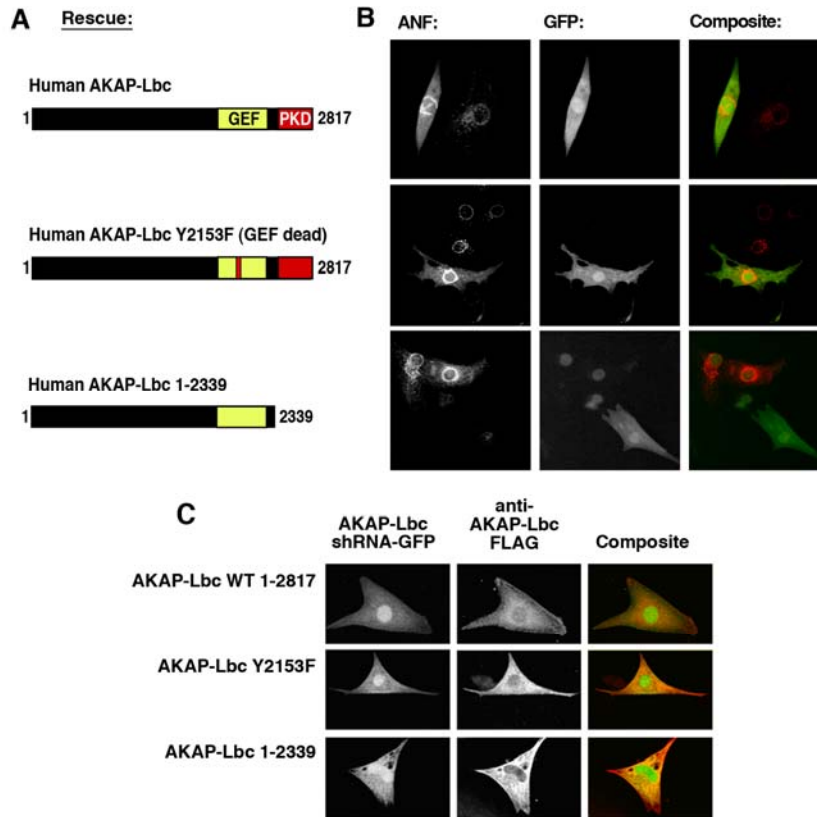 A
Rescue:
Human AKAP-Lbc
1
GEF
PKD
2817
Human AKAP-Lbc Y2153F (GEF dead)
1
2817
Human AKAP-Lbc 1-2339
1
2339
B
ANF:
GFP:
Composite:
C
AKAP-Lbc
shRNA-GFP
anti-
AKAP-Lbc
FLAG
Composite
AKAP-Lbc WT 1-2817
AKAP-Lbc Y2153F
AKAP-Lbc 1-2339